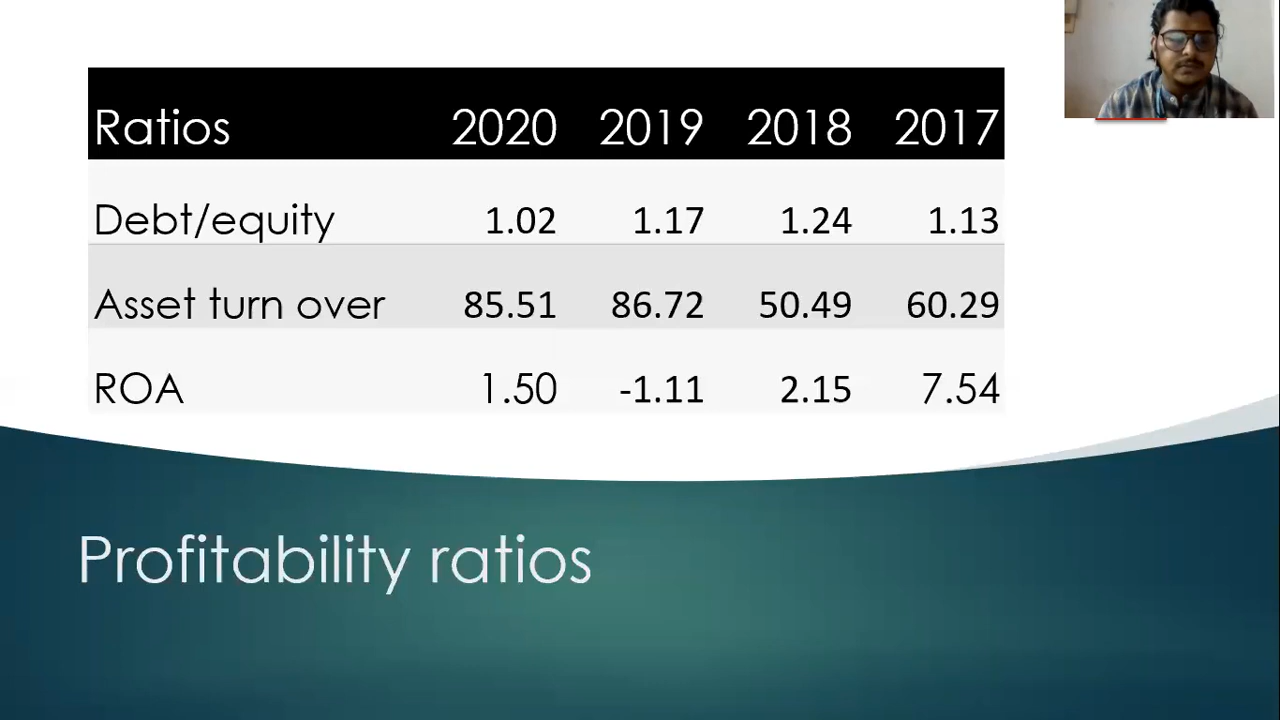 Ratios 2020 2019 2018 2017
Debt/equity 1.02 1.17 1.24 1.13
Asset turn over 85.51 86.72 50.49 60.29
ROA 1.50 -1.11 2.15 7.54
Profitability ratios